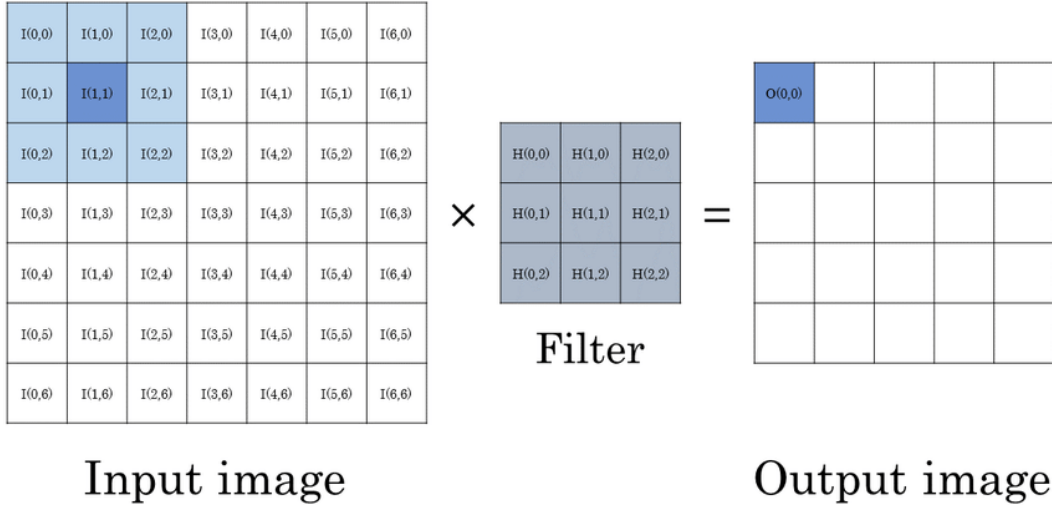 I(0,0) I(1,0) I(2,0) I(3,0) I(4,0) I(5,0) I(6,0)
I(0,1) I(1,1) I(2,1) I(3,1) I(4,1) I(5,1) I(6,1)
I(0,2) I(1,2) I(2,2) I(3,2) I(4,2) I(5,2) I(6,2)
I(0,3) I(1,3) I(2,3) I(3,3) I(4,3) I(5,3) I(6,3)
I(0,4) I(1,4) I(2,4) I(3,4) I(4,4) I(5,4) I(6,4)
I(0,5) I(1,5) I(2,5) I(3,5) I(4,5) I(5,5) I(6,5)
I(0,6) I(1,6) I(2,6) I(3,6) I(4,6) I(5,6) I(6,6)
Input image
×
H(0,0) H(1,0) H(2,0)
H(0,1) H(1,1) H(2,1)
H(0,2) H(1,2) H(2,2)
Filter
=
O(0,0)
Output image